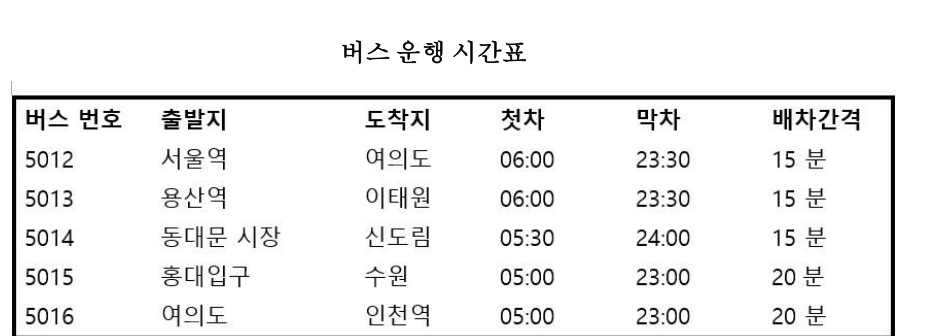 버스 운행 시간표
버스 번호 출발지 도착지 첫차 막차 배차간격
5012 서울역 여의도 06:00 23:30 15 분
5013 용산역 이태원 06:00 23:30 15 분
5014 동대문 시장 신도림 05:30 24:00 15 분
5015 홍대입구 수원 05:00 23:00 20 분
5016 여의도 인천역 05:00 23:00 20 분